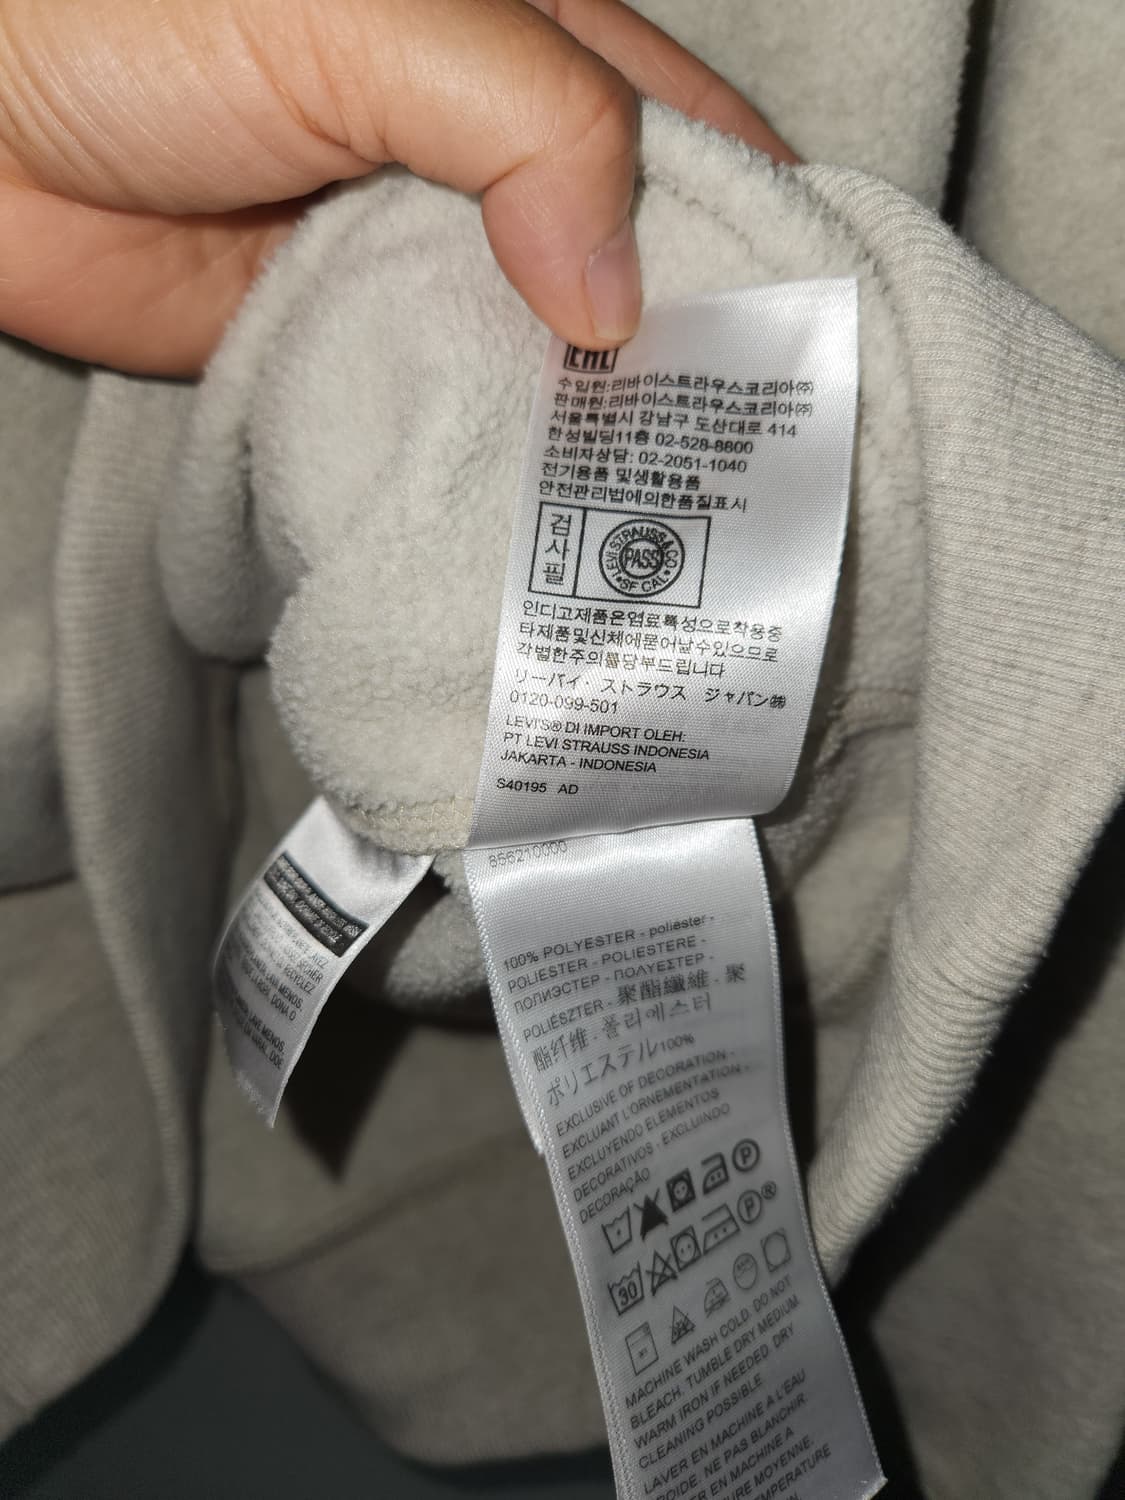 EAC
수입원:리바이스트라우스코리아㈜
판매원:리바이스트라우스코리아㈜
서울특별시 강남구 도산대로 414
한성빌딩11층 02-528-8800
소비자상담: 02-2051-1040
전기용품 및생활용품
안전관리법에의한품질표시
검사필
LEVI STRAUSS & CO
PASS
SF CAL
인디고제품은염료특성으로착용중
타제품및신체에묻어날수있으므로
각별한주의를당부드립니다
リーバイ・ストラウス ジャパン㈱
0120-099-501
LEVI'S® DI IMPORT OLEH:
PT LEVI STRAUSS INDONESIA
JAKARTA - INDONESIA
S40195 AD
856210000
100% POLYESTER - poliester -
POLIESTER - POLIESTERE -
ПОЛИЭСТЕР - ΠΟΛΥΕΣΤΕΡ -
POLIÉSZTER - 聚酯纖維 - 聚
酯纤维 - 폴리에스터
ポリエステル100%
EXCLUSIVE OF DECORATION -
EXCLUANT L'ORNEMENTATION -
EXCLUYENDO ELEMENTOS
DECORATIVOS - EXCLUINDO
DECORAÇÃO
P
30 P ®
MACHINE WASH COLD. DO NOT
BLEACH. TUMBLE DRY MEDIUM.
WARM IRON IF NEEDED. DRY
CLEANING POSSIBLE
LAVER EN MACHINE A L'EAU
ROIDE. NE PAS BLANCHIR.
ER EN MACHINE A
URE MOYENNE.
TEMPERATURE